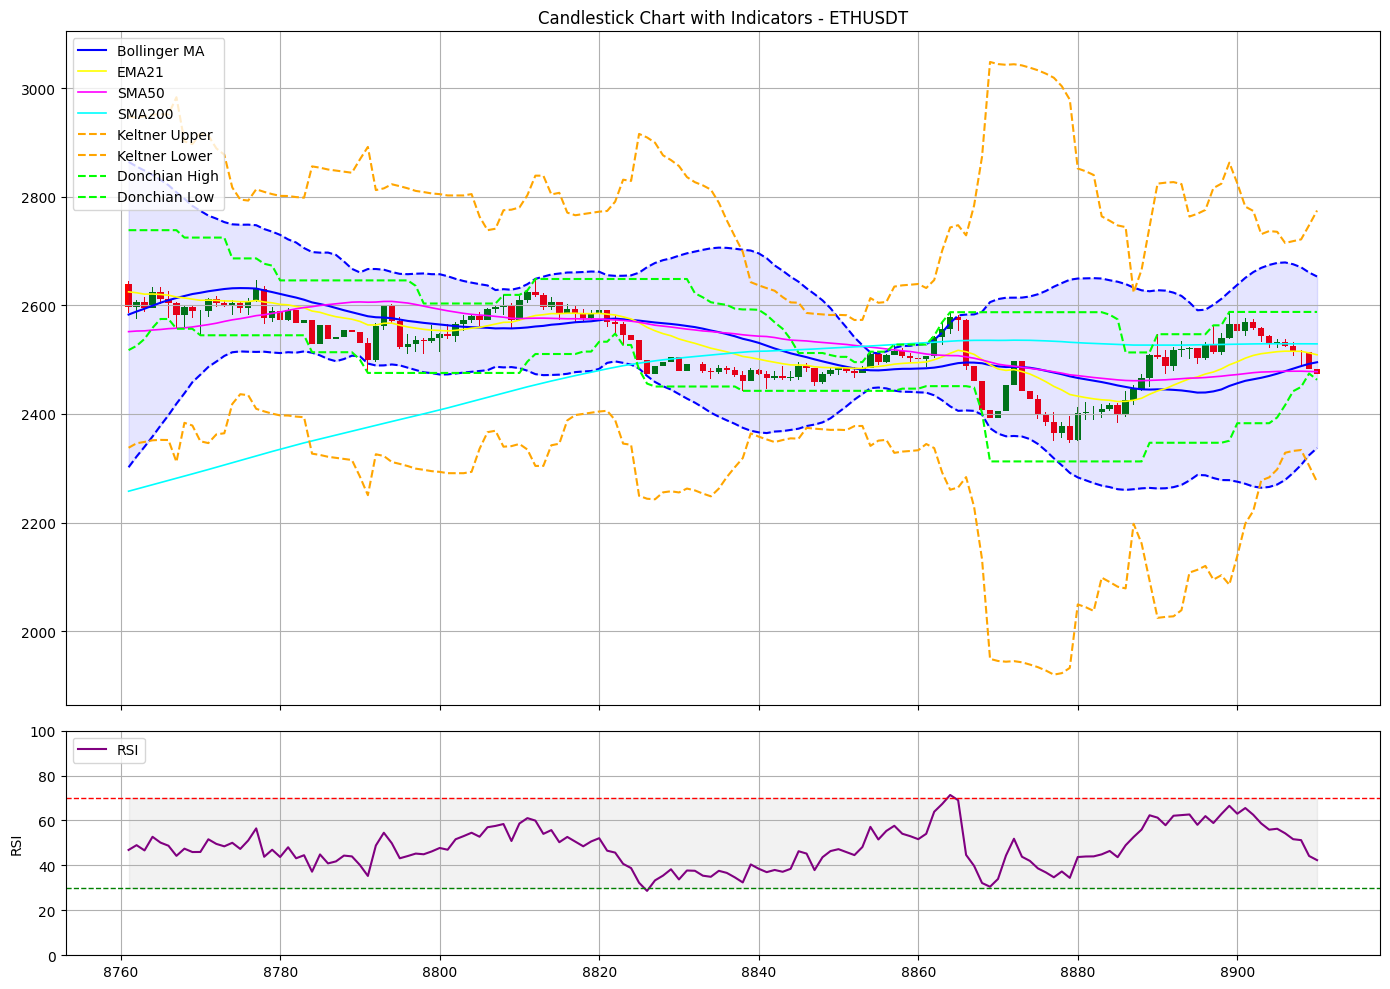 Candlestick Chart with Indicators - ETHUSDT
Bollinger MA
EMA21
SMA50
SMA200
Keltner Upper
Keltner Lower
Donchian High
Donchian Low
3000
2800
2600
2400
2200
2000
RSI
100
80
60
40
20
0
RSI
8760 8780 8800 8820 8840 8860 8880 8900